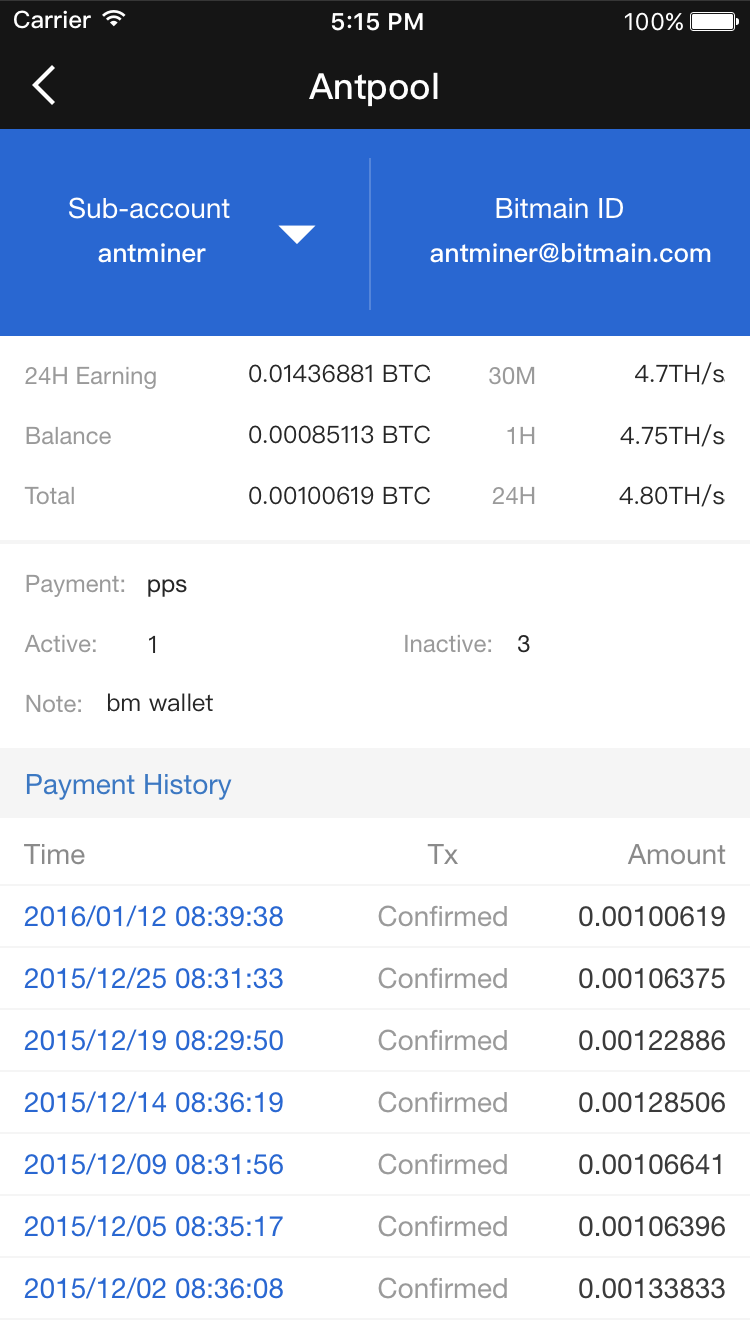 Carrier 5:15 PM 100%
Antpool
Sub-account Bitmain ID
antminer antminer@bitmain.com
24H Earning 0.01436881 BTC 30M 4.7TH/s
Balance 0.00085113 BTC 1H 4.75TH/s
Total 0.00100619 BTC 24H 4.80TH/s
Payment: pps
Active: 1 Inactive: 3
Note: bm wallet
Payment History
Time Tx Amount
2016/01/12 08:39:38 Confirmed 0.00100619
2015/12/25 08:31:33 Confirmed 0.00106375
2015/12/19 08:29:50 Confirmed 0.00122886
2015/12/14 08:36:19 Confirmed 0.00128506
2015/12/09 08:31:56 Confirmed 0.00106641
2015/12/05 08:35:17 Confirmed 0.00106396
2015/12/02 08:36:08 Confirmed 0.00133833